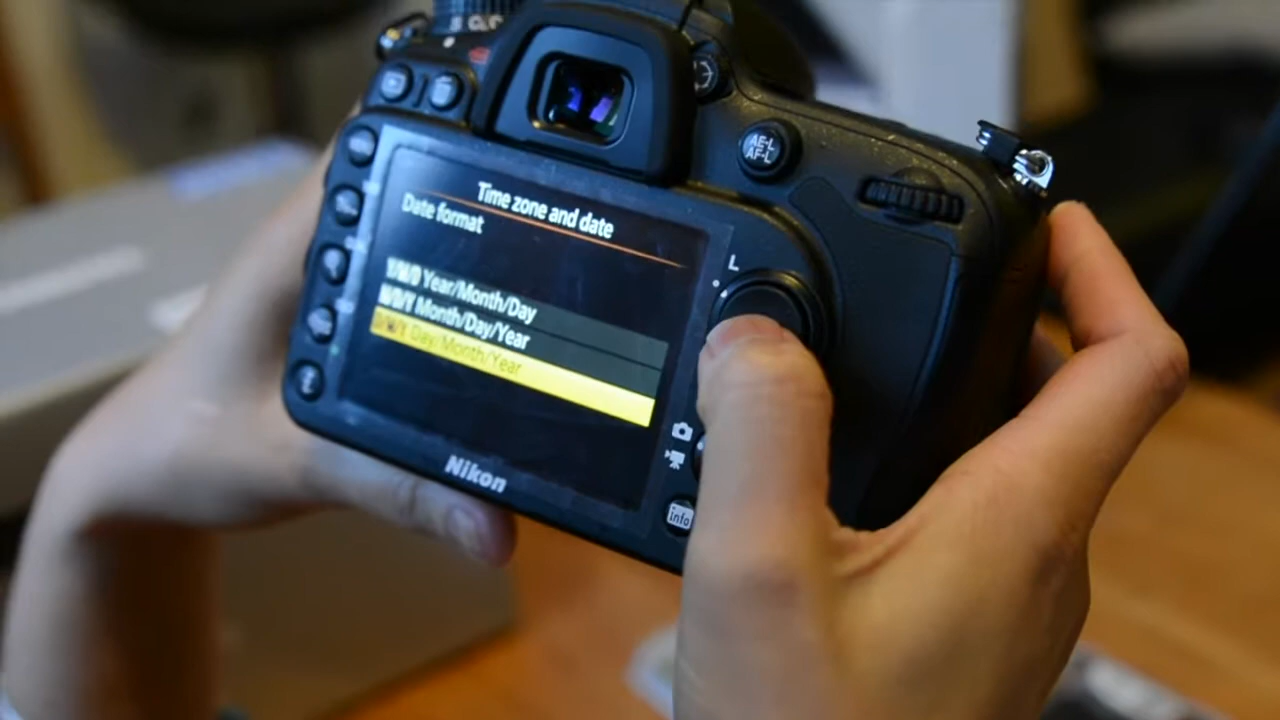 AE-L
AF-L
Time zone and date
Date format
L
Y/M/D Year/Month/Day
M/D/Y Month/Day/Year
D/M/Y Day/Month/Year
Nikon
info